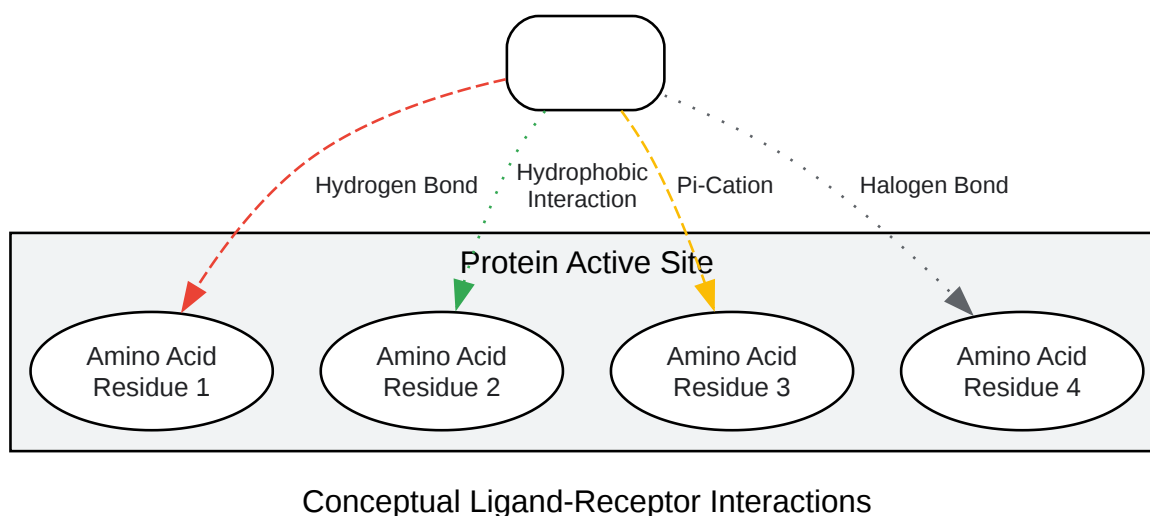 Hydrogen Bond
Hydrophobic
Interaction
Pi-Cation
Halogen Bond
Protein Active Site
Amino Acid
Residue 1
Amino Acid
Residue 2
Amino Acid
Residue 3
Amino Acid
Residue 4
Conceptual Ligand-Receptor Interactions